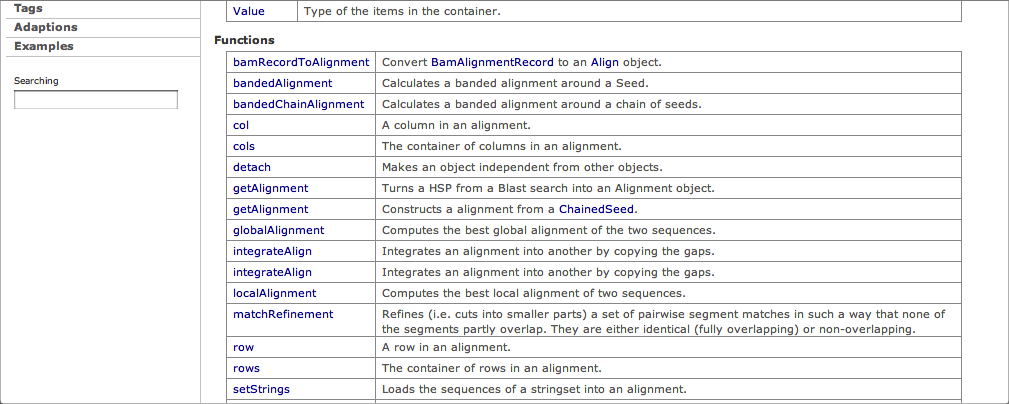 Tags
Adaptions
Examples
Searching
Value Type of the items in the container.
Functions
bamRecordToAlignment Convert BamAlignmentRecord to an Align object.
bandedAlignment Calculates a banded alignment around a Seed.
bandedChainAlignment Calculates a banded alignment around a chain of seeds.
col A column in an alignment.
cols The container of columns in an alignment.
detach Makes an object independent from other objects.
getAlignment Turns a HSP from a Blast search into an Alignment object.
getAlignment Constructs a alignment from a ChainedSeed.
globalAlignment Computes the best global alignment of the two sequences.
integrateAlign Integrates an alignment into another by copying the gaps.
integrateAlign Integrates an alignment into another by copying the gaps.
localAlignment Computes the best local alignment of two sequences.
matchRefinement Refines (i.e. cuts into smaller parts) a set of pairwise segment matches in such a way that none of
the segments partly overlap. They are either identical (fully overlapping) or non-overlapping.
row A row in an alignment.
rows The container of rows in an alignment.
setStrings Loads the sequences of a stringset into an alignment.